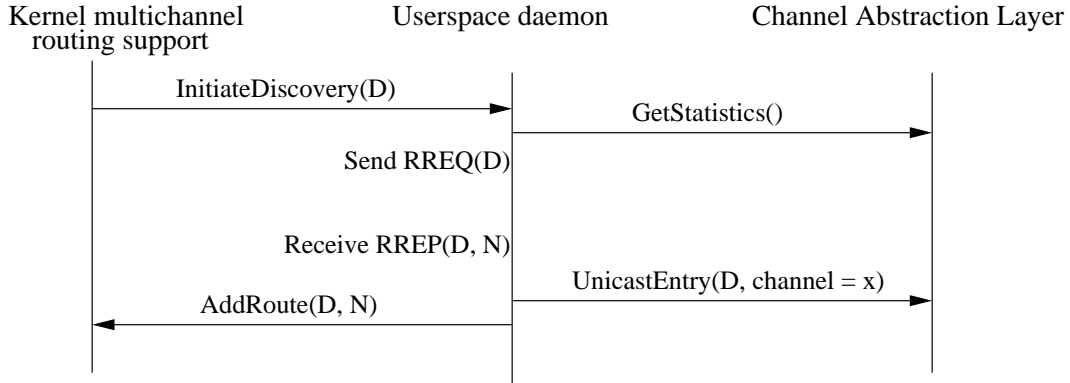 Kernel multichannel
routing support
Userspace daemon
Channel Abstraction Layer
InitiateDiscovery(D)
GetStatistics()
Send RREQ(D)
Receive RREP(D, N)
UnicastEntry(D, channel = x)
AddRoute(D, N)